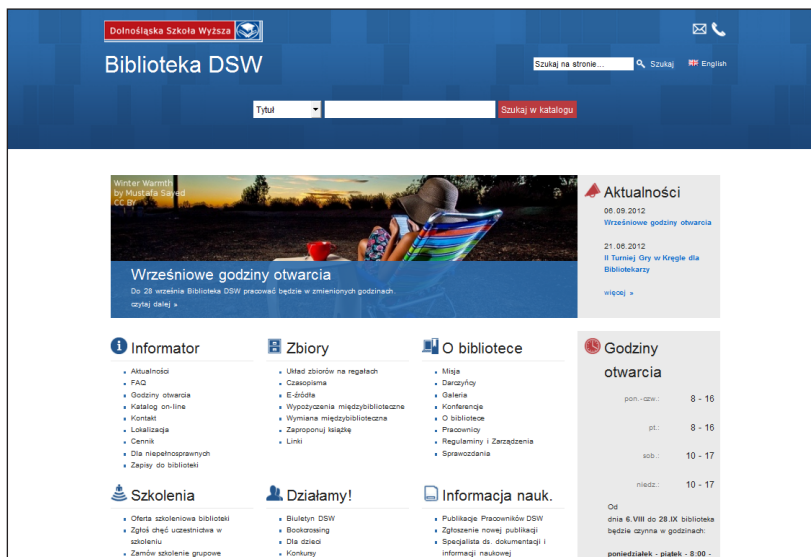 Dolnośląska Szkoła Wyższa
Biblioteka DSW
Szukaj na stronie...
Szukaj
English
Tytuł
Szukaj w katalogu
Winter Warmth
by Mustafa Sayed
CC BY
Wrześniowe godziny otwarcia
Do 28 września Biblioteka DSW pracować będzie w zmienionych godzinach.
czytaj dalej »
Aktualności
06.09.2012
Wrześniowe godziny otwarcia
21.06.2012
II Turniej Gry w Kręgle dla
Bibliotekarzy
więcej »
Informator
Aktualności
FAQ
Godziny otwarcia
Katalog on-line
Kontakt
Lokalizacja
Cennik
Dla niepełnosprawnych
Zapisy do biblioteki
Zbiory
Układ zbiorów na regałach
Czasopisma
E-źródła
Wypożyczenia międzybiblioteczne
Wymiana międzybiblioteczna
Zaproponuj książkę
Linki
O bibliotece
Misja
Darczyńcy
Galeria
Konferencje
O bibliotece
Pracownicy
Regulaminy i Zarządzenia
Sprawozdania
Godziny
otwarcia
pon.-czw.: 8 - 16
pt.: 8 - 16
sob.: 10 - 17
niedz.: 10 - 17
Od
dnia 6.VIII do 28.IX biblioteka
będzie czynna w godzinach:
poniedziałek - piątek - 8:00 -
Szkolenia
Oferta szkoleniowa biblioteki
Zgłoś chęć uczestnictwa w
szkoleniu
Zamów szkolenie grupowe
Działamy!
Biuletyn DSW
Bookcrossing
Dla dzieci
Konkursy
Informacja nauk.
Publikacje Pracowników DSW
Zgłoszenie nowej publikacji
Specjalista ds. dokumentacji i
informacji naukowej